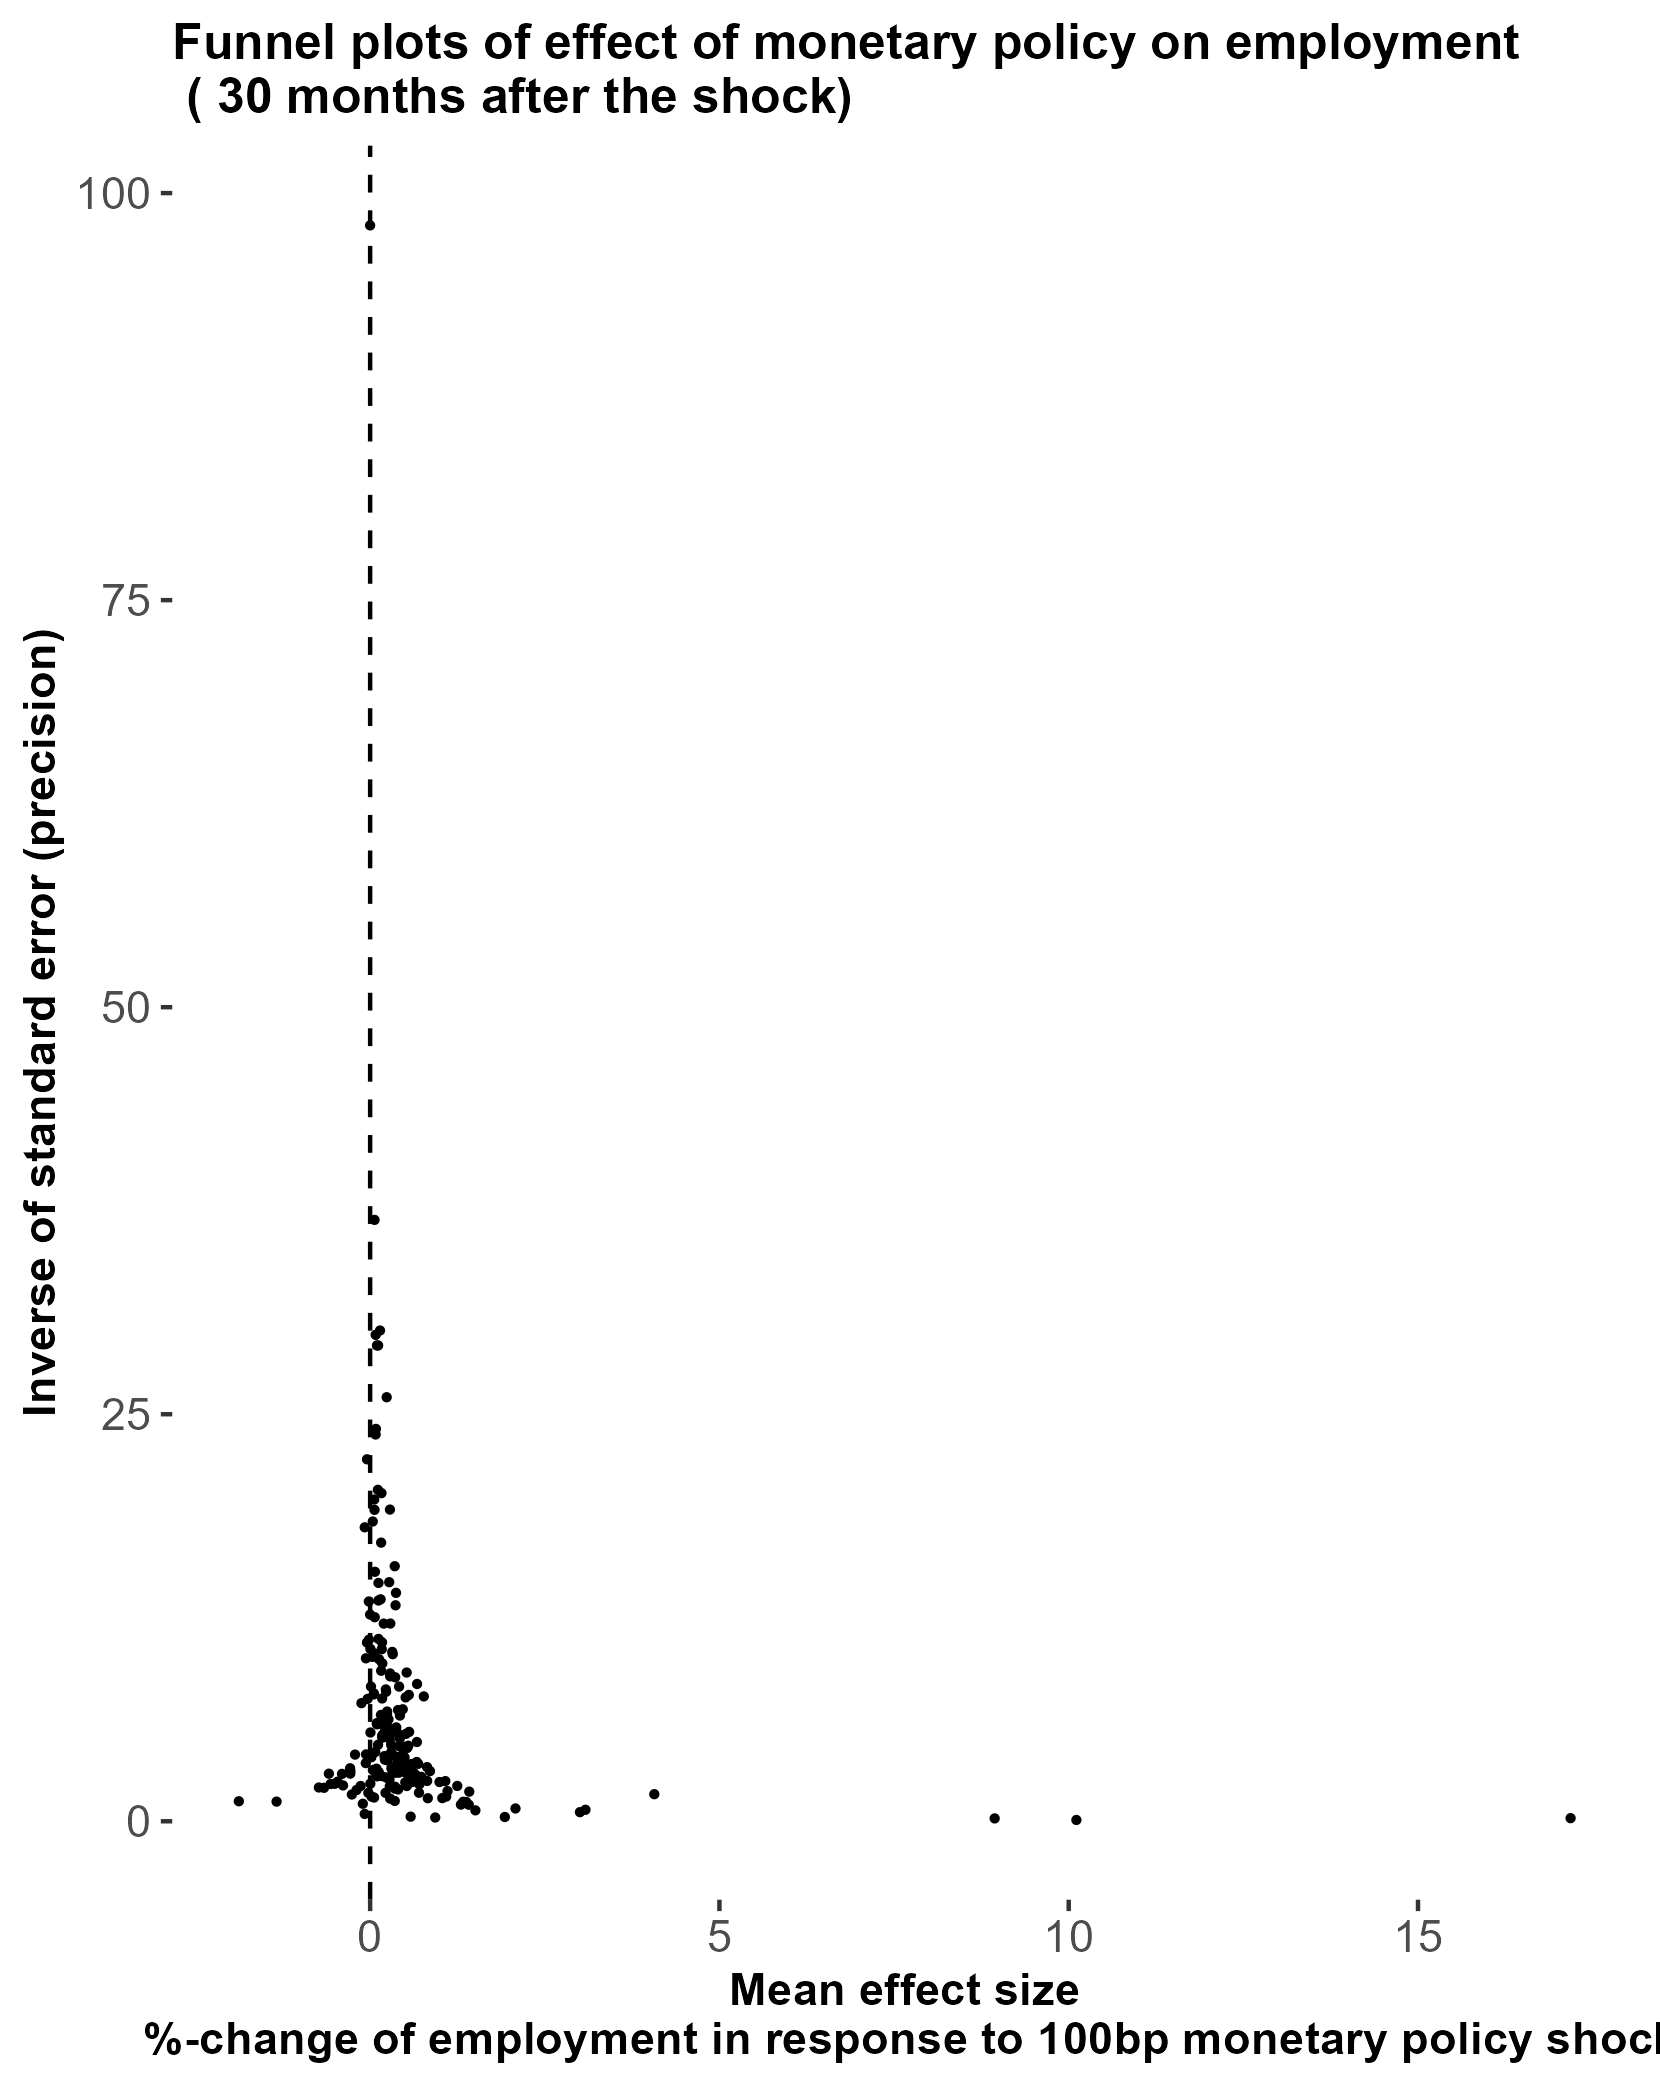 Funnel plots of effect of monetary policy on employment
( 30 months after the shock)
100
75
50
25
0
Inverse of standard error (precision)
0 5 10 15
Mean effect size
%-change of employment in response to 100bp monetary policy shock